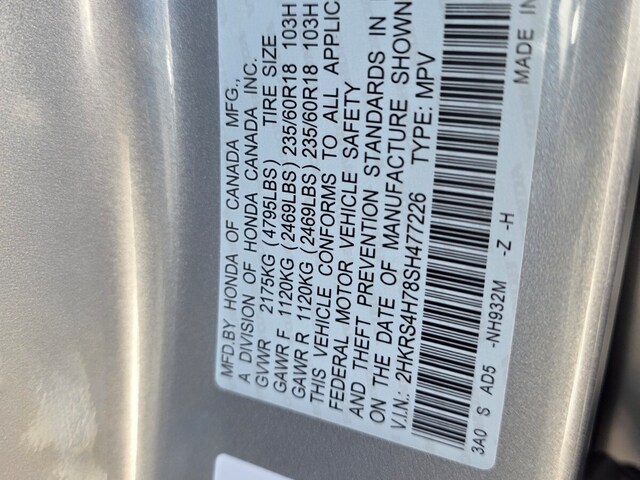 MFD.BY HONDA OF CANADA MFG.,
A DIVISION OF HONDA CANADA INC.
GVWR 2175KG (4795LBS) TIRE SIZE
GAWR F 1120KG (2469LBS) 235/60R18 103H
GAWR R 1120KG (2469LBS) 235/60R18 103H
THIS VEHICLE CONFORMS TO ALL APPLIC
FEDERAL MOTOR VEHICLE SAFETY
AND THEFT PREVENTION STANDARDS IN
ON THE DATE OF MANUFACTURE SHOWN
V.I.N.: 2HKRS4H78SH477226 TYPE: MPV
3A0 S AD5 -NH932M -Z -H
MADE IN